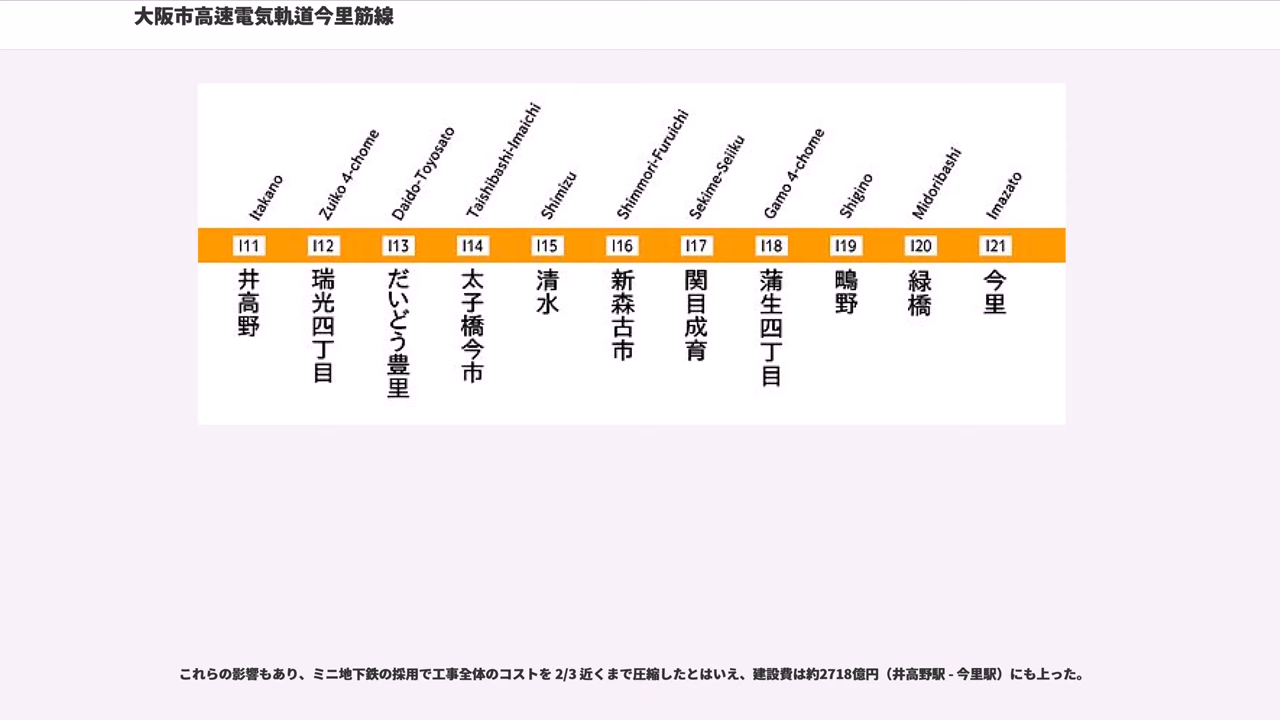 大阪市高速電気軌道今里筋線
Itakano
Zuiko 4-chome
Daido-Toyosato
Taishibashi-Imaichi
Shimizu
Shimmori-Furuichi
Sekime-Seiiku
Gamo 4-chome
Shigino
Midoribashi
Imazato
I11 I12 I13 I14 I15 I16 I17 I18 I19 I20 I21
井高野
瑞光四丁目
だいどう豊里
太子橋今市
清水
新森古市
関目成育
蒲生四丁目
鴫野
緑橋
今里
これらの影響もあり、ミニ地下鉄の採用で工事全体のコストを 2/3 近くまで圧縮したとはいえ、建設費は約2718億円（井高野駅 - 今里駅）にも上った。